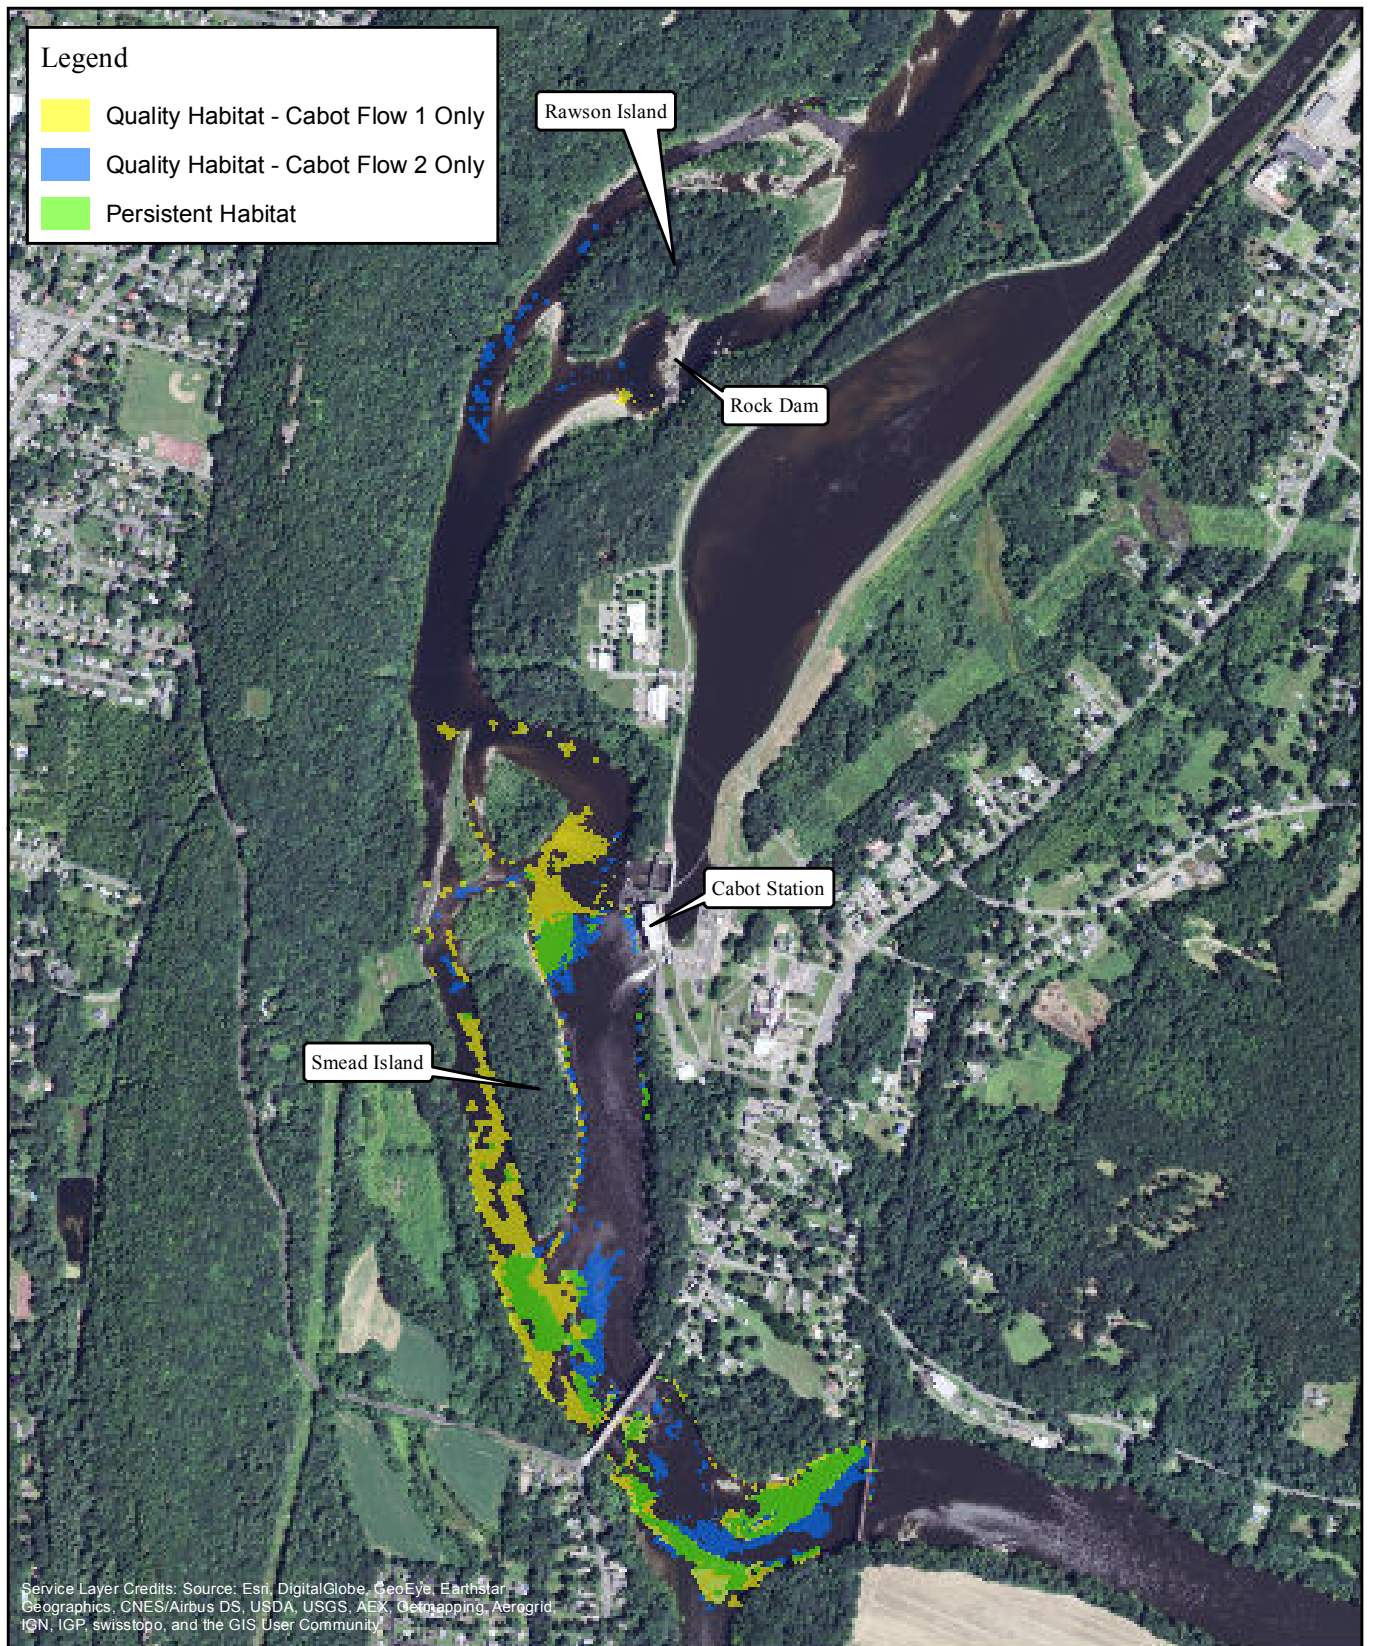 Legend
Quality Habitat - Cabot Flow 1 Only
Quality Habitat - Cabot Flow 2 Only
Persistent Habitat
Rawson Island
Rock Dam
Cabot Station
Smead Island
Service Layer Credits: Source: Esri, DigitalGlobe, GeoEye, Earthstar
Geographics, CNES/Airbus DS, USDA, USGS, AEX, Getmapping, Aerogrid,
IGN, IGP, swisstopo, and the GIS User Community